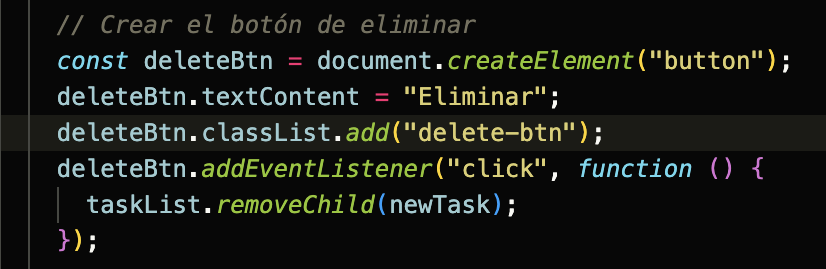 // Crear el botón de eliminar
const deleteBtn = document.createElement("button");
deleteBtn.textContent = "Eliminar";
deleteBtn.classList.add("delete-btn");
deleteBtn.addEventListener("click", function () {
  taskList.removeChild(newTask);
});